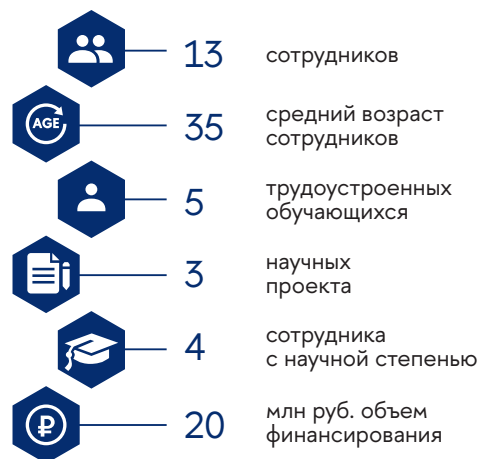 13 сотрудников
AGE
35 средний возраст
сотрудников
5 трудоустроенных
обучающихся
3 научных
проекта
4 сотрудника
с научной степенью
₽
20 млн руб. объем
финансирования